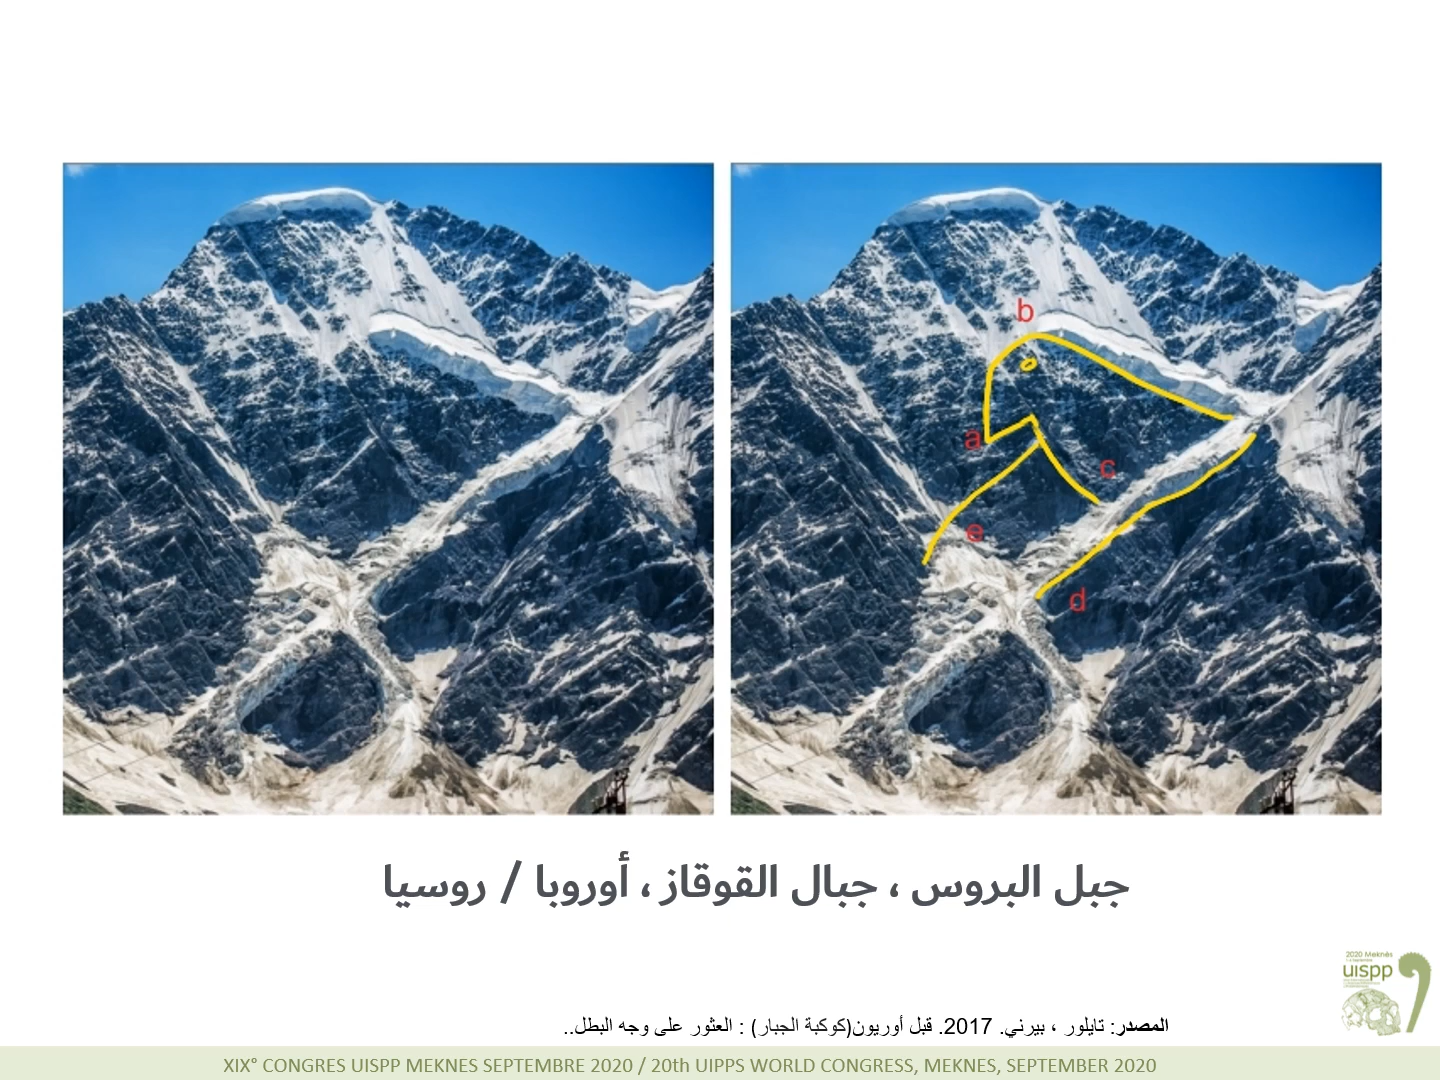 b
a
c
e
d
جبل البروس ، جبال القوقاز ، أوروبا / روسيا
2020 Meknès
uispp
المصدر: تايلور ، بيرني. 2017. قبل أوريون(كوكبة الجبار) : العثور على وجه البطل..
XIX° CONGRES UISPP MEKNES SEPTEMBRE 2020 / 20th UIPPS WORLD CONGRESS, MEKNES, SEPTEMBER 2020